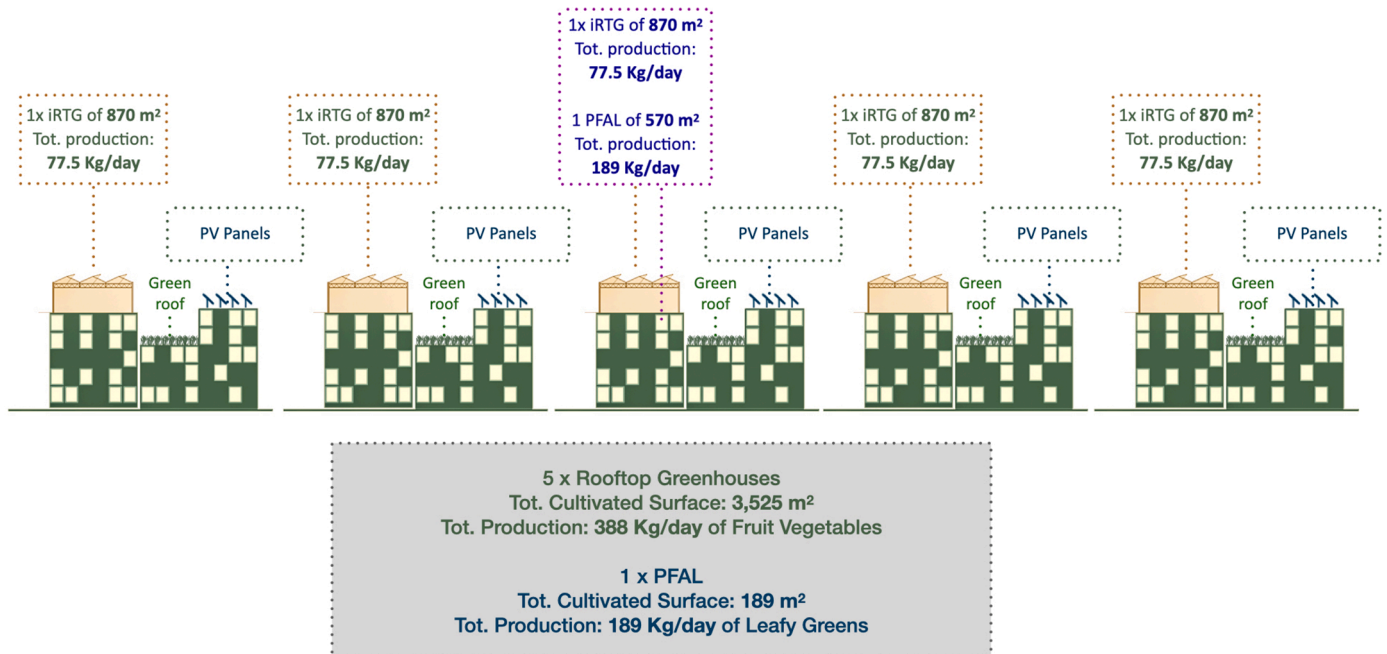 1x iRTG of 870 m²
Tot. production:
77.5 Kg/day
1 PFAL of 570 m²
Tot. production:
189 Kg/day
1x iRTG of 870 m²
Tot. production:
77.5 Kg/day
1x iRTG of 870 m²
Tot. production:
77.5 Kg/day
1x iRTG of 870 m²
Tot. production:
77.5 Kg/day
1x iRTG of 870 m²
Tot. production:
77.5 Kg/day
PV Panels
PV Panels
PV Panels
PV Panels
PV Panels
Green
roof
Green
roof
Green
roof
Green
roof
Green
roof
5 x Rooftop Greenhouses
Tot. Cultivated Surface: 3,525 m²
Tot. Production: 388 Kg/day of Fruit Vegetables
1 x PFAL
Tot. Cultivated Surface: 189 m²
Tot. Production: 189 Kg/day of Leafy Greens